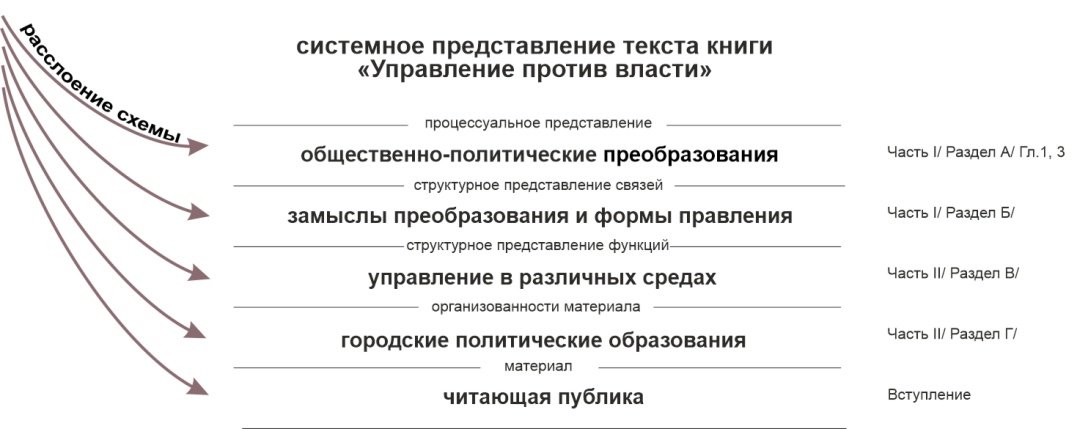 системное представление текста книги
«Управление против власти»
расслоение схемы
процессуальное представление
общественно-политические преобразования
Часть I/ Раздел А/ Гл.1, 3
структурное представление связей
замыслы преобразования и формы правления
Часть I/ Раздел Б/
структурное представление функций
управление в различных средах
Часть II/ Раздел В/
организованности материала
городские политические образования
Часть II/ Раздел Г/
материал
читающая публика
Вступление